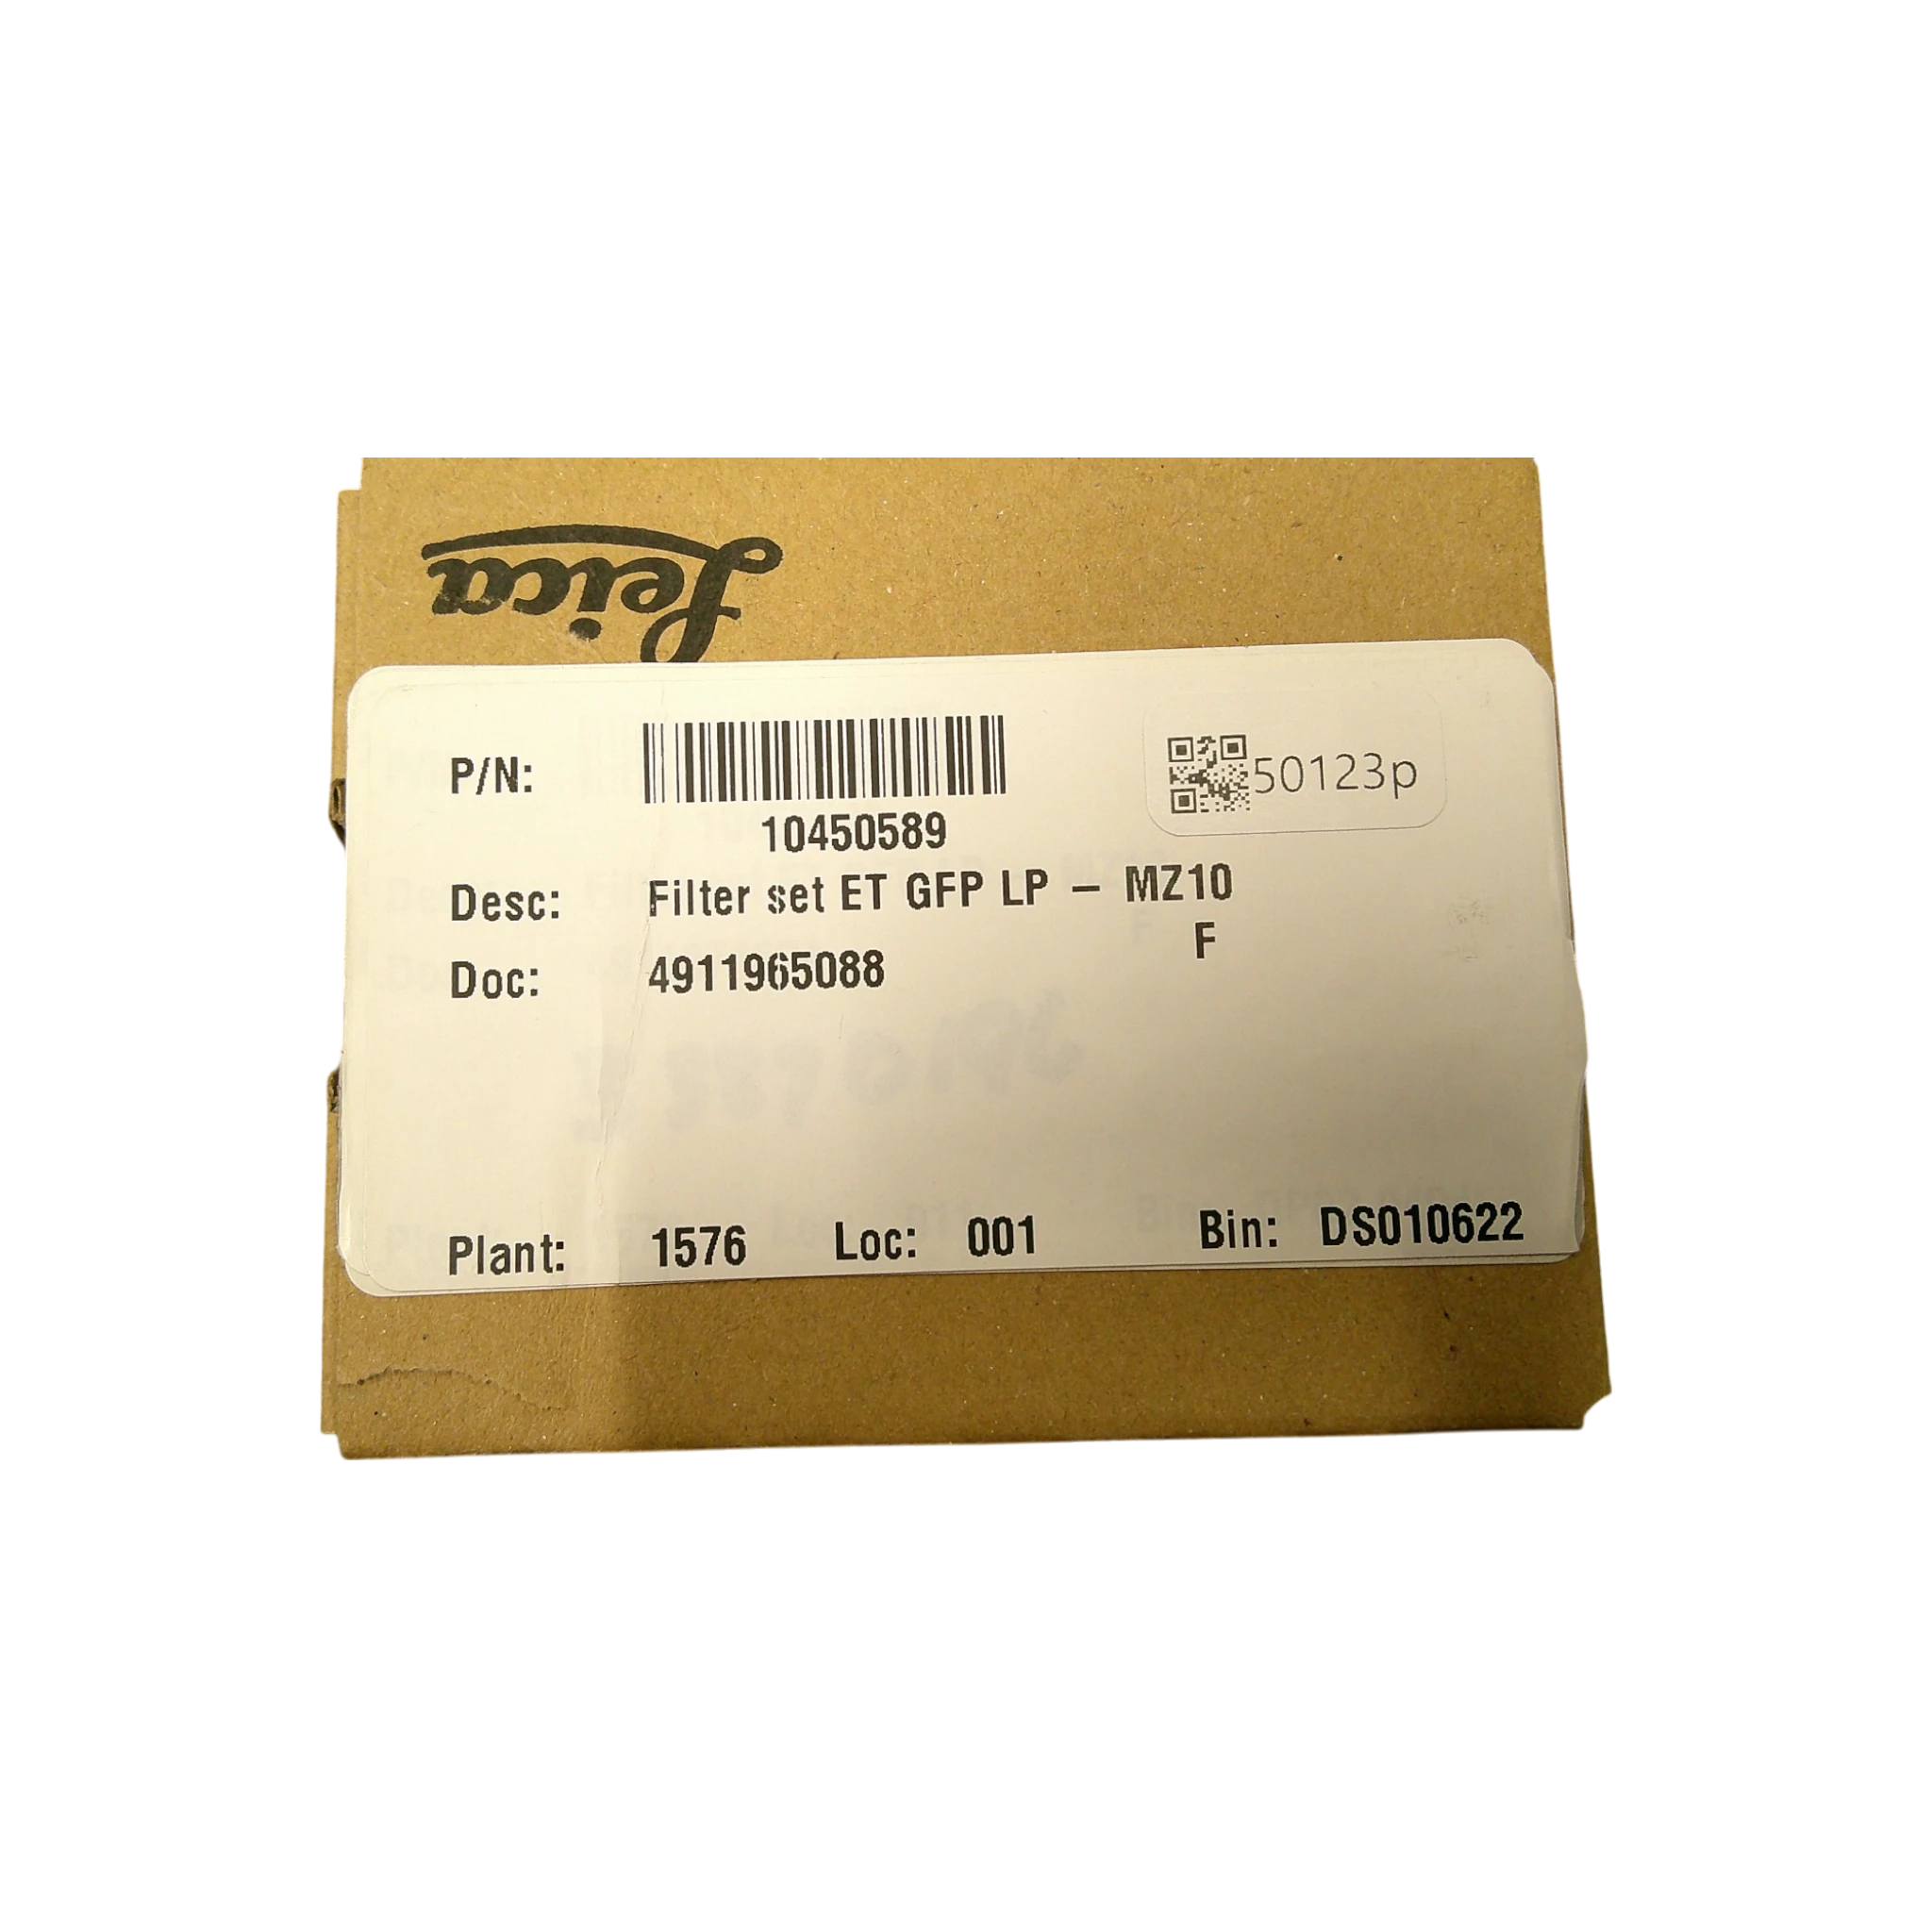 Leica
P/N:
50123p
10450589
Desc: Filter set ET GFP LP – MZ10
F
Doc: 4911965088
Plant: 1576 Loc: 001 Bin: DS010622